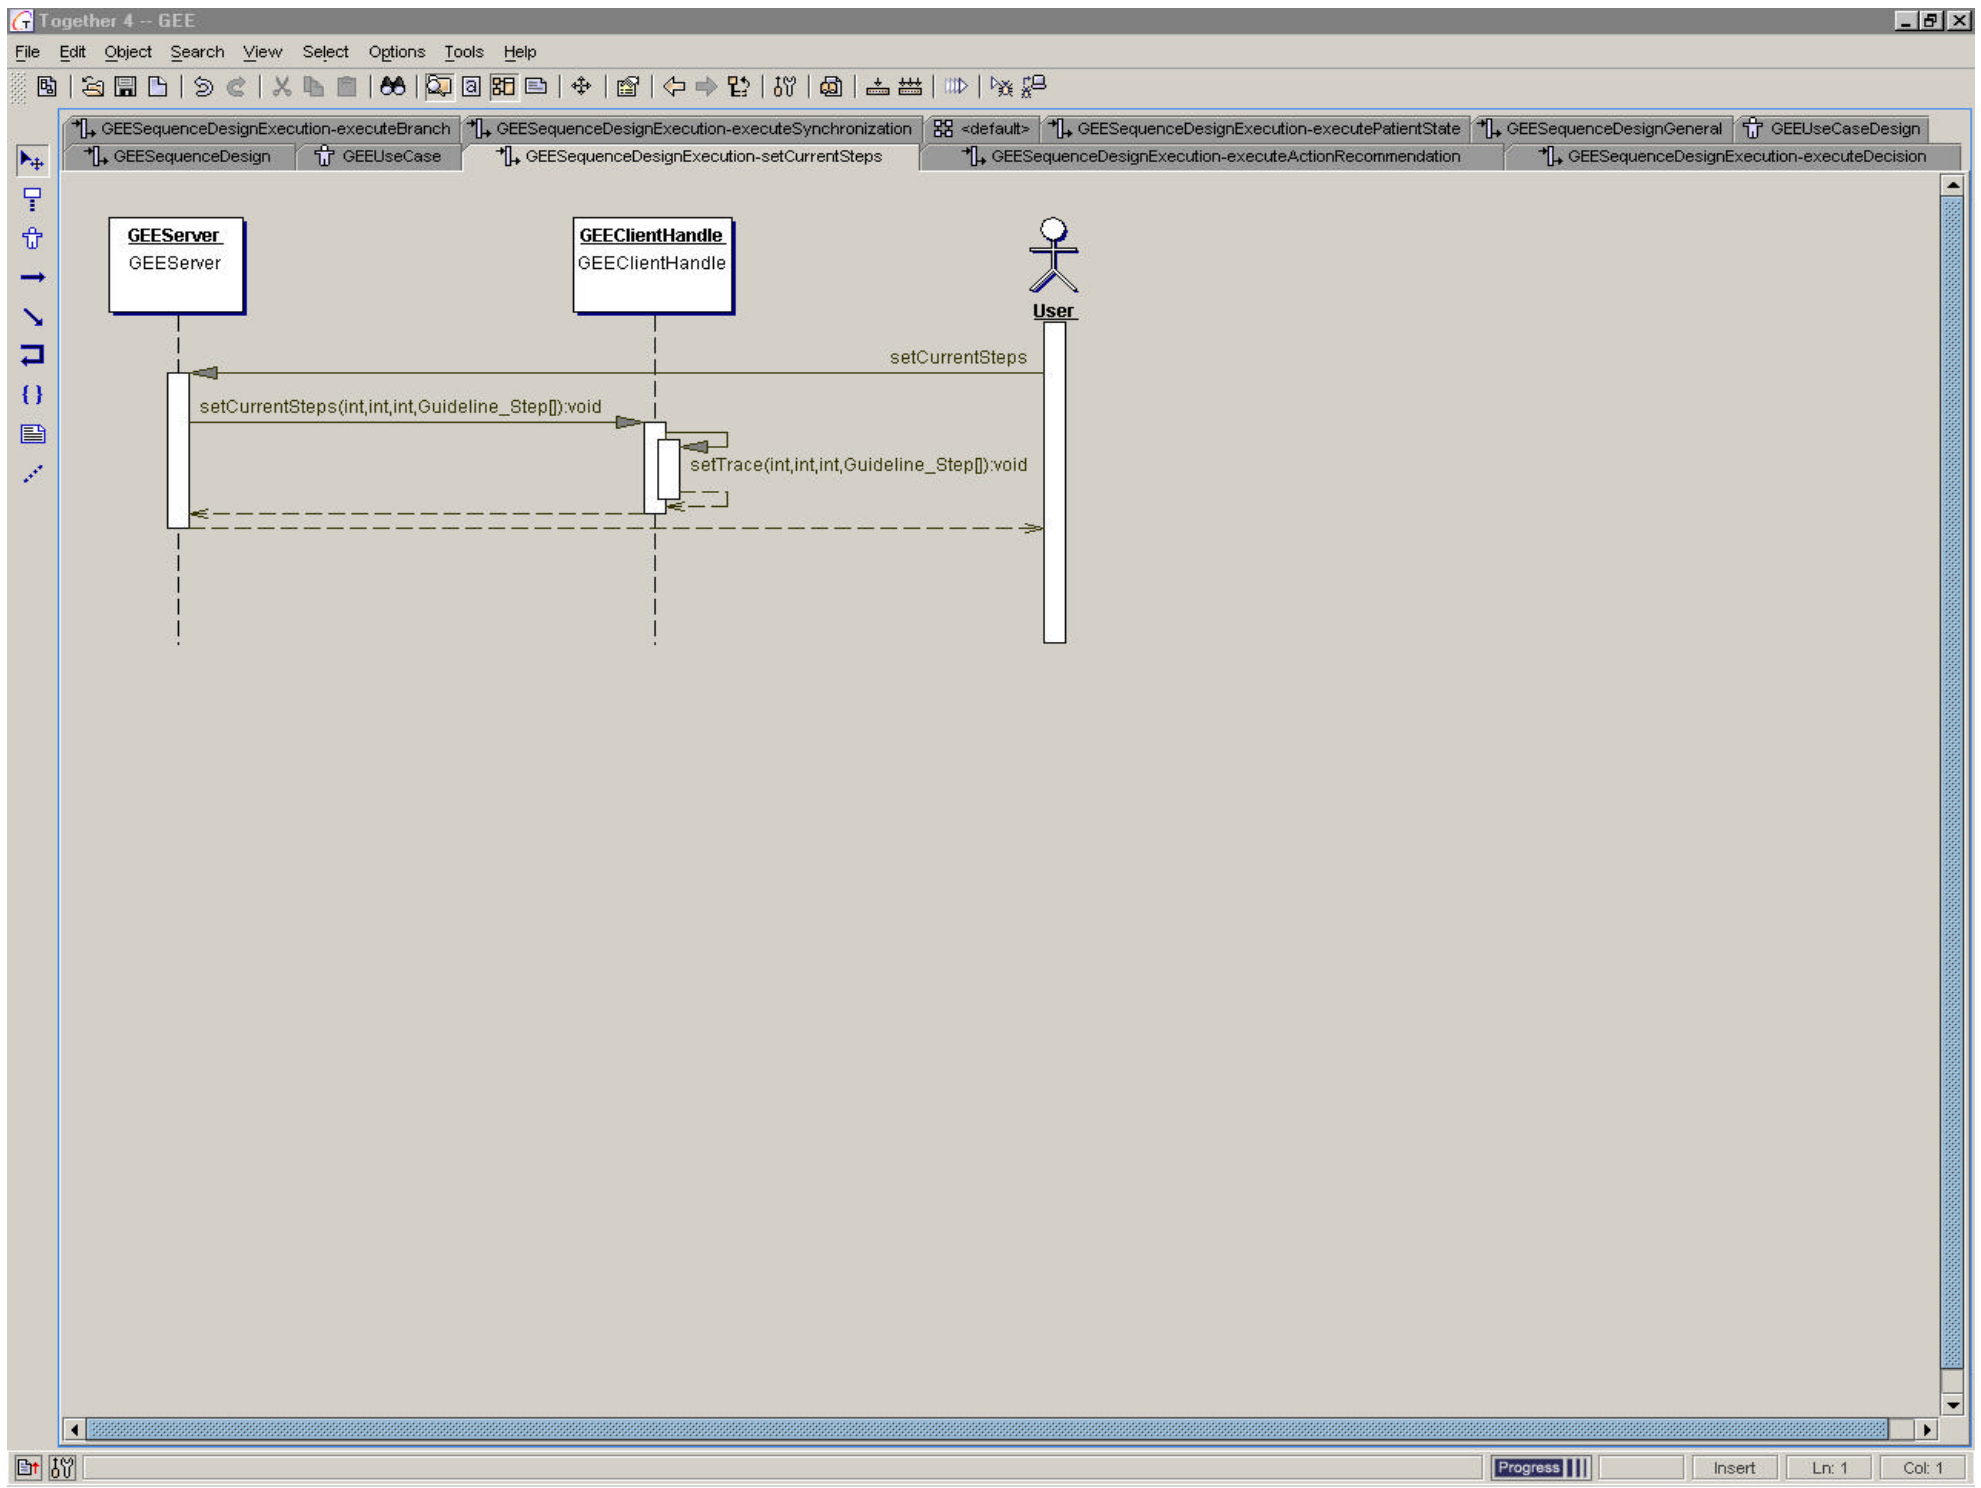 Together 4 -- GEE
File Edit Object Search View Select Options Tools Help
GEESequenceDesignExecution-executeBranch GEESequenceDesignExecution-executeSynchronization <default> GEESequenceDesignExecution-executePatientState GEESequenceDesignGeneral GEEUseCaseDesign
GEESequenceDesign GEEUseCase GEESequenceDesignExecution-setCurrentSteps GEESequenceDesignExecution-executeActionRecommendation GEESequenceDesignExecution-executeDecision
GEEServer
GEEServer
GEEClientHandle
GEEClientHandle
User
setCurrentSteps
setCurrentSteps(int,int,int,Guideline_Step[]):void
setTrace(int,int,int,Guideline_Step[]):void
Progress Insert Ln: 1 Col: 1